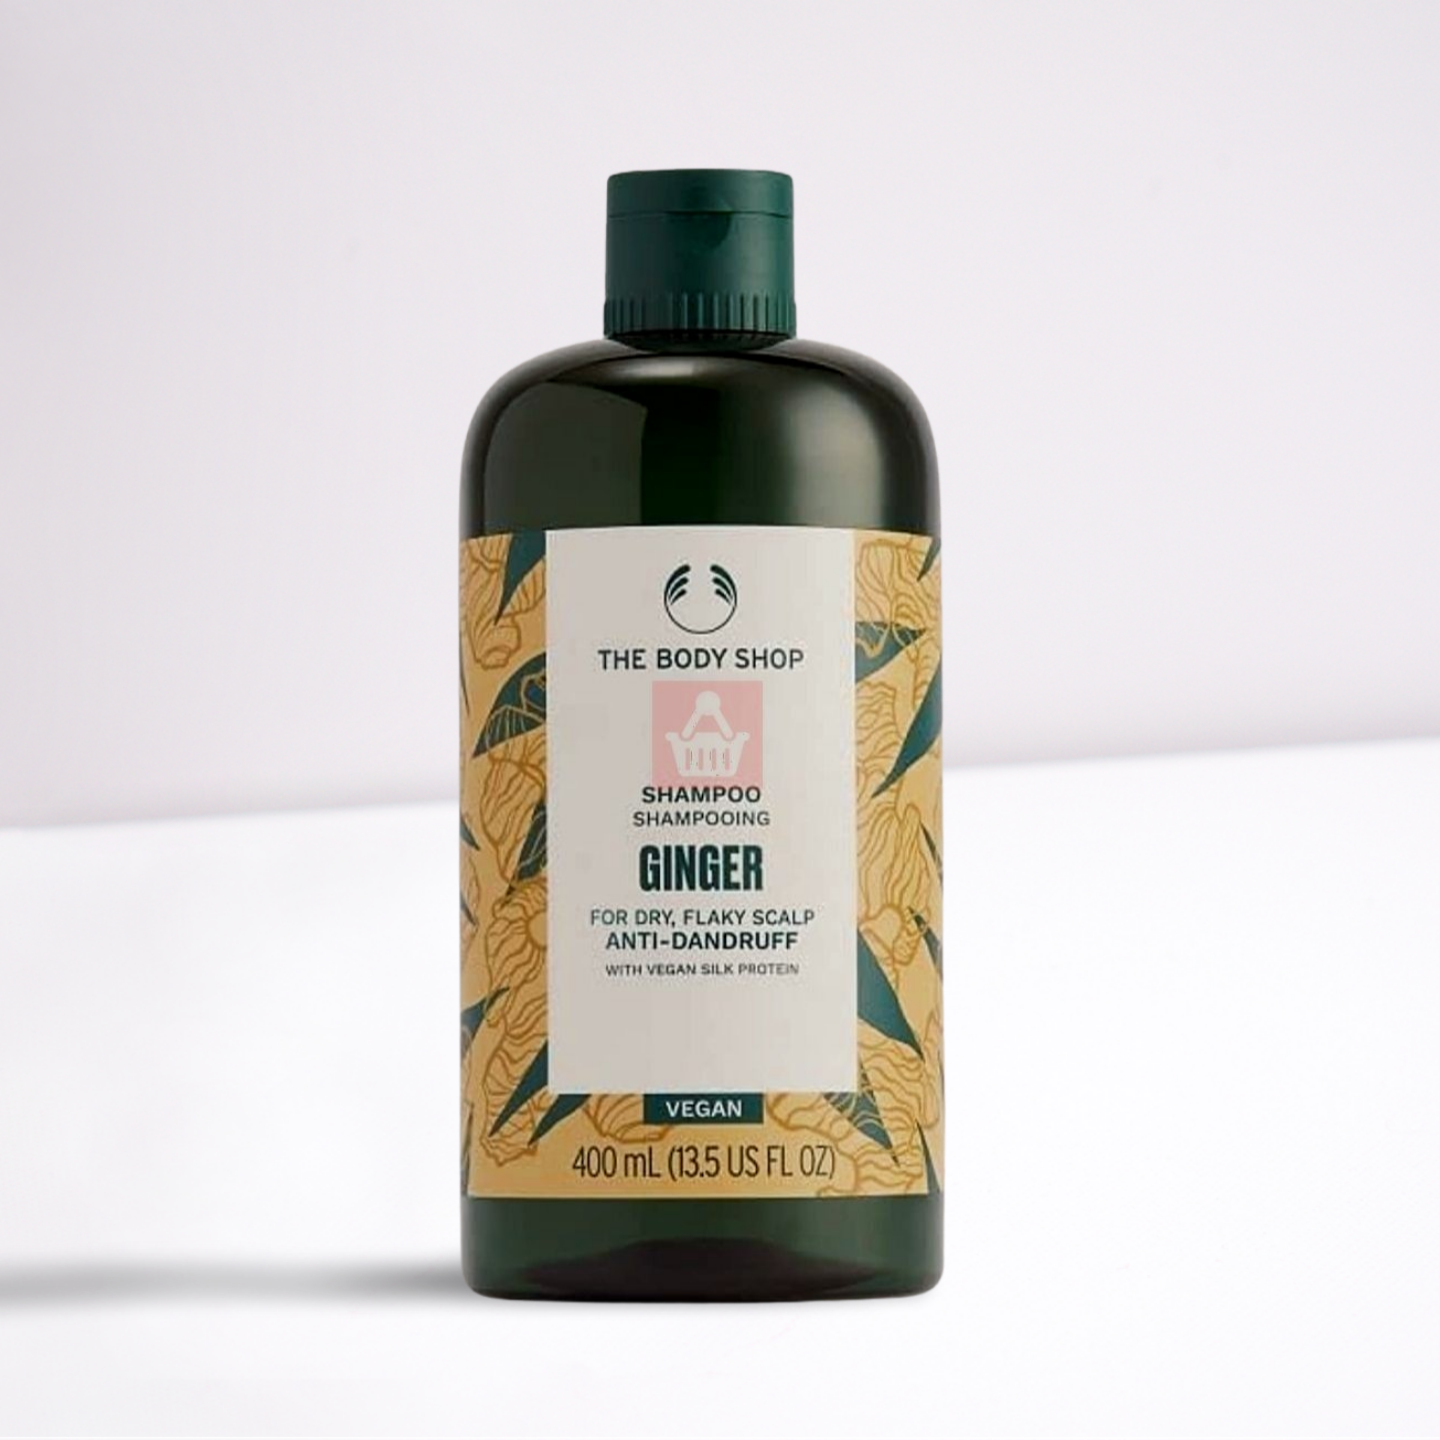 THE BODY SHOP
SHAMPOO
SHAMPOOING
GINGER
FOR DRY, FLAKY SCALP
ANTI-DANDRUFF
WITH VEGAN SILK PROTEIN
VEGAN
400 mL (13.5 US FL OZ)